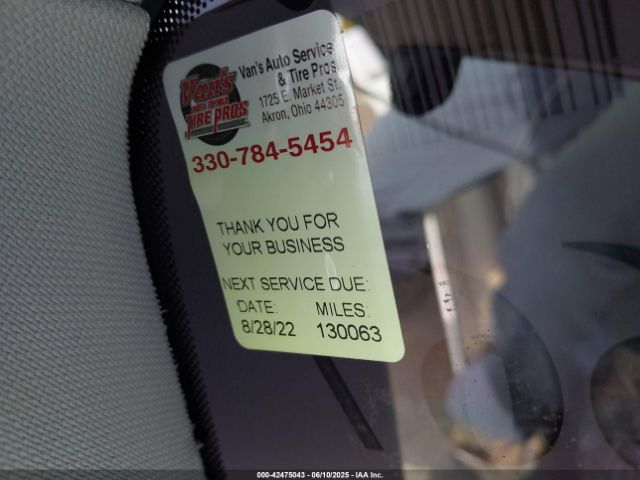 Van's
AUTO SERVICE
TIRE PROS
Van's Auto Service
& Tire Pros
1725 E. Market St.
Akron, Ohio 44305
330-784-5454
THANK YOU FOR
YOUR BUSINESS
NEXT SERVICE DUE:
DATE: MILES:
8/28/22 130063
000-42475043 - 06/10/2025 - IAA Inc.